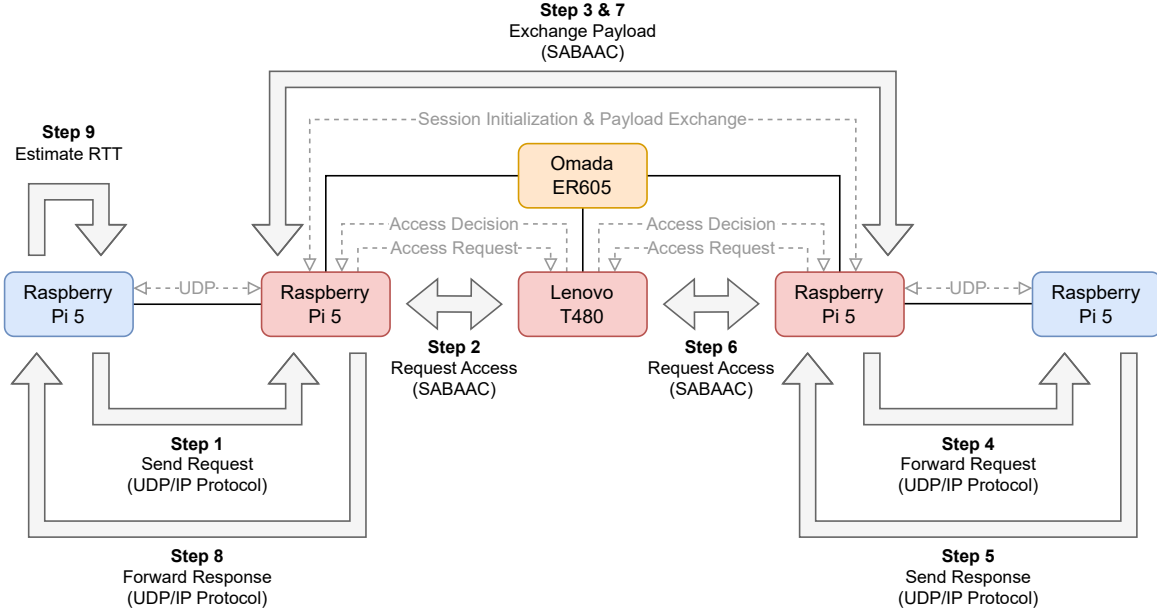 Step 3 & 7
Exchange Payload
(SABAAC)
Session Initialization & Payload Exchange
Step 9
Estimate RTT
Omada
ER605
Access Decision
Access Decision
Access Request
Access Request
Raspberry
Pi 5
UDP
Raspberry
Pi 5
Lenovo
T480
Raspberry
Pi 5
UDP
Raspberry
Pi 5
Step 2
Request Access
(SABAAC)
Step 6
Request Access
(SABAAC)
Step 1
Send Request
(UDP/IP Protocol)
Step 4
Forward Request
(UDP/IP Protocol)
Step 8
Forward Response
(UDP/IP Protocol)
Step 5
Send Response
(UDP/IP Protocol)